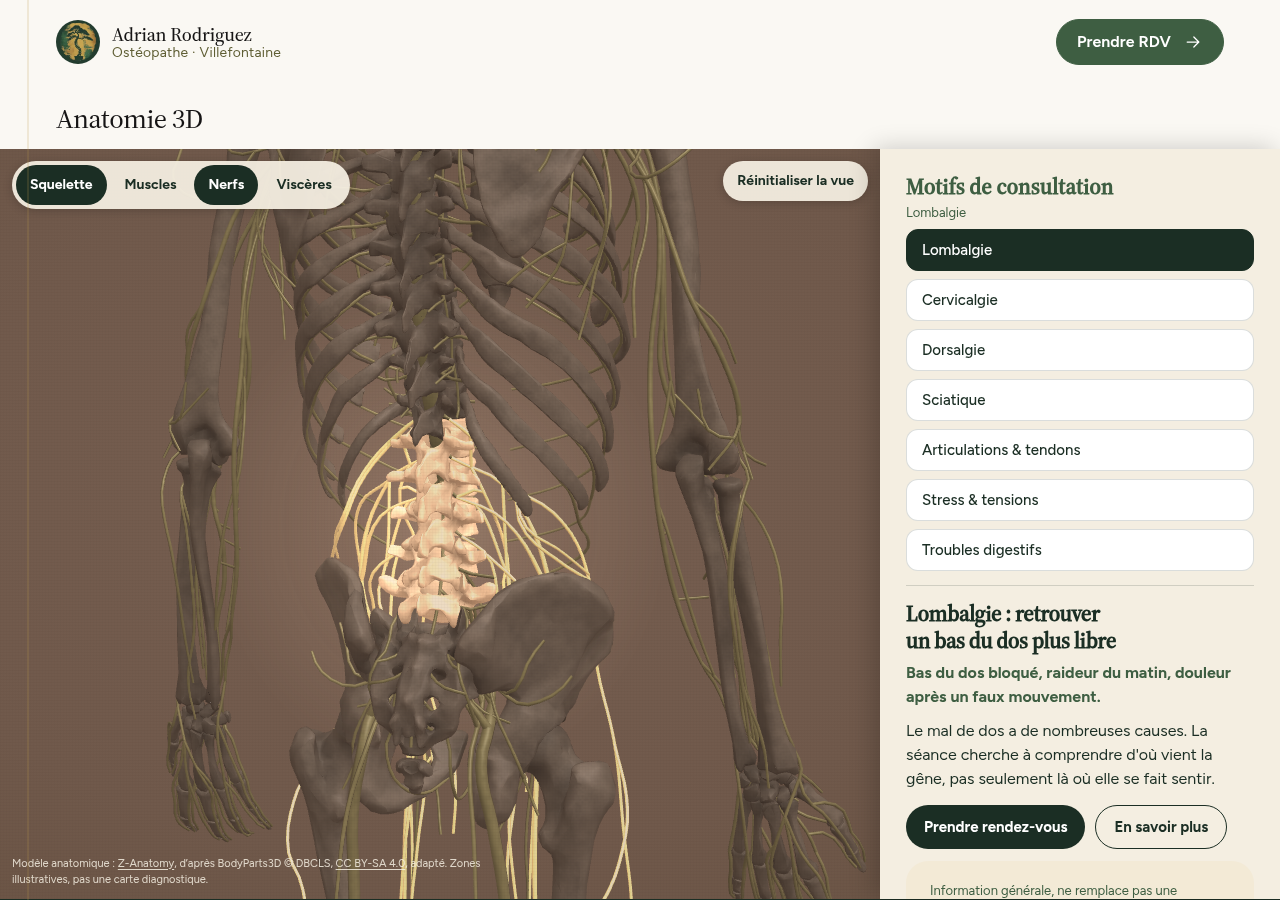 Adrian Rodriguez
Ostéopathe · Villefontaine
Prendre RDV →
Anatomie 3D
Squelette
Muscles
Nerfs
Viscères
Réinitialiser la vue
Modèle anatomique : Z-Anatomy, d'après BodyParts3D © DBCLS, CC BY-SA 4.0, adapté. Zones
illustratives, pas une carte diagnostique.
Motifs de consultation
Lombalgie
Lombalgie
Cervicalgie
Dorsalgie
Sciatique
Articulations & tendons
Stress & tensions
Troubles digestifs
Lombalgie : retrouver
un bas du dos plus libre
Bas du dos bloqué, raideur du matin, douleur
après un faux mouvement.
Le mal de dos a de nombreuses causes. La
séance cherche à comprendre d'où vient la
gêne, pas seulement là où elle se fait sentir.
Prendre rendez-vous
En savoir plus
Information générale, ne remplace pas une